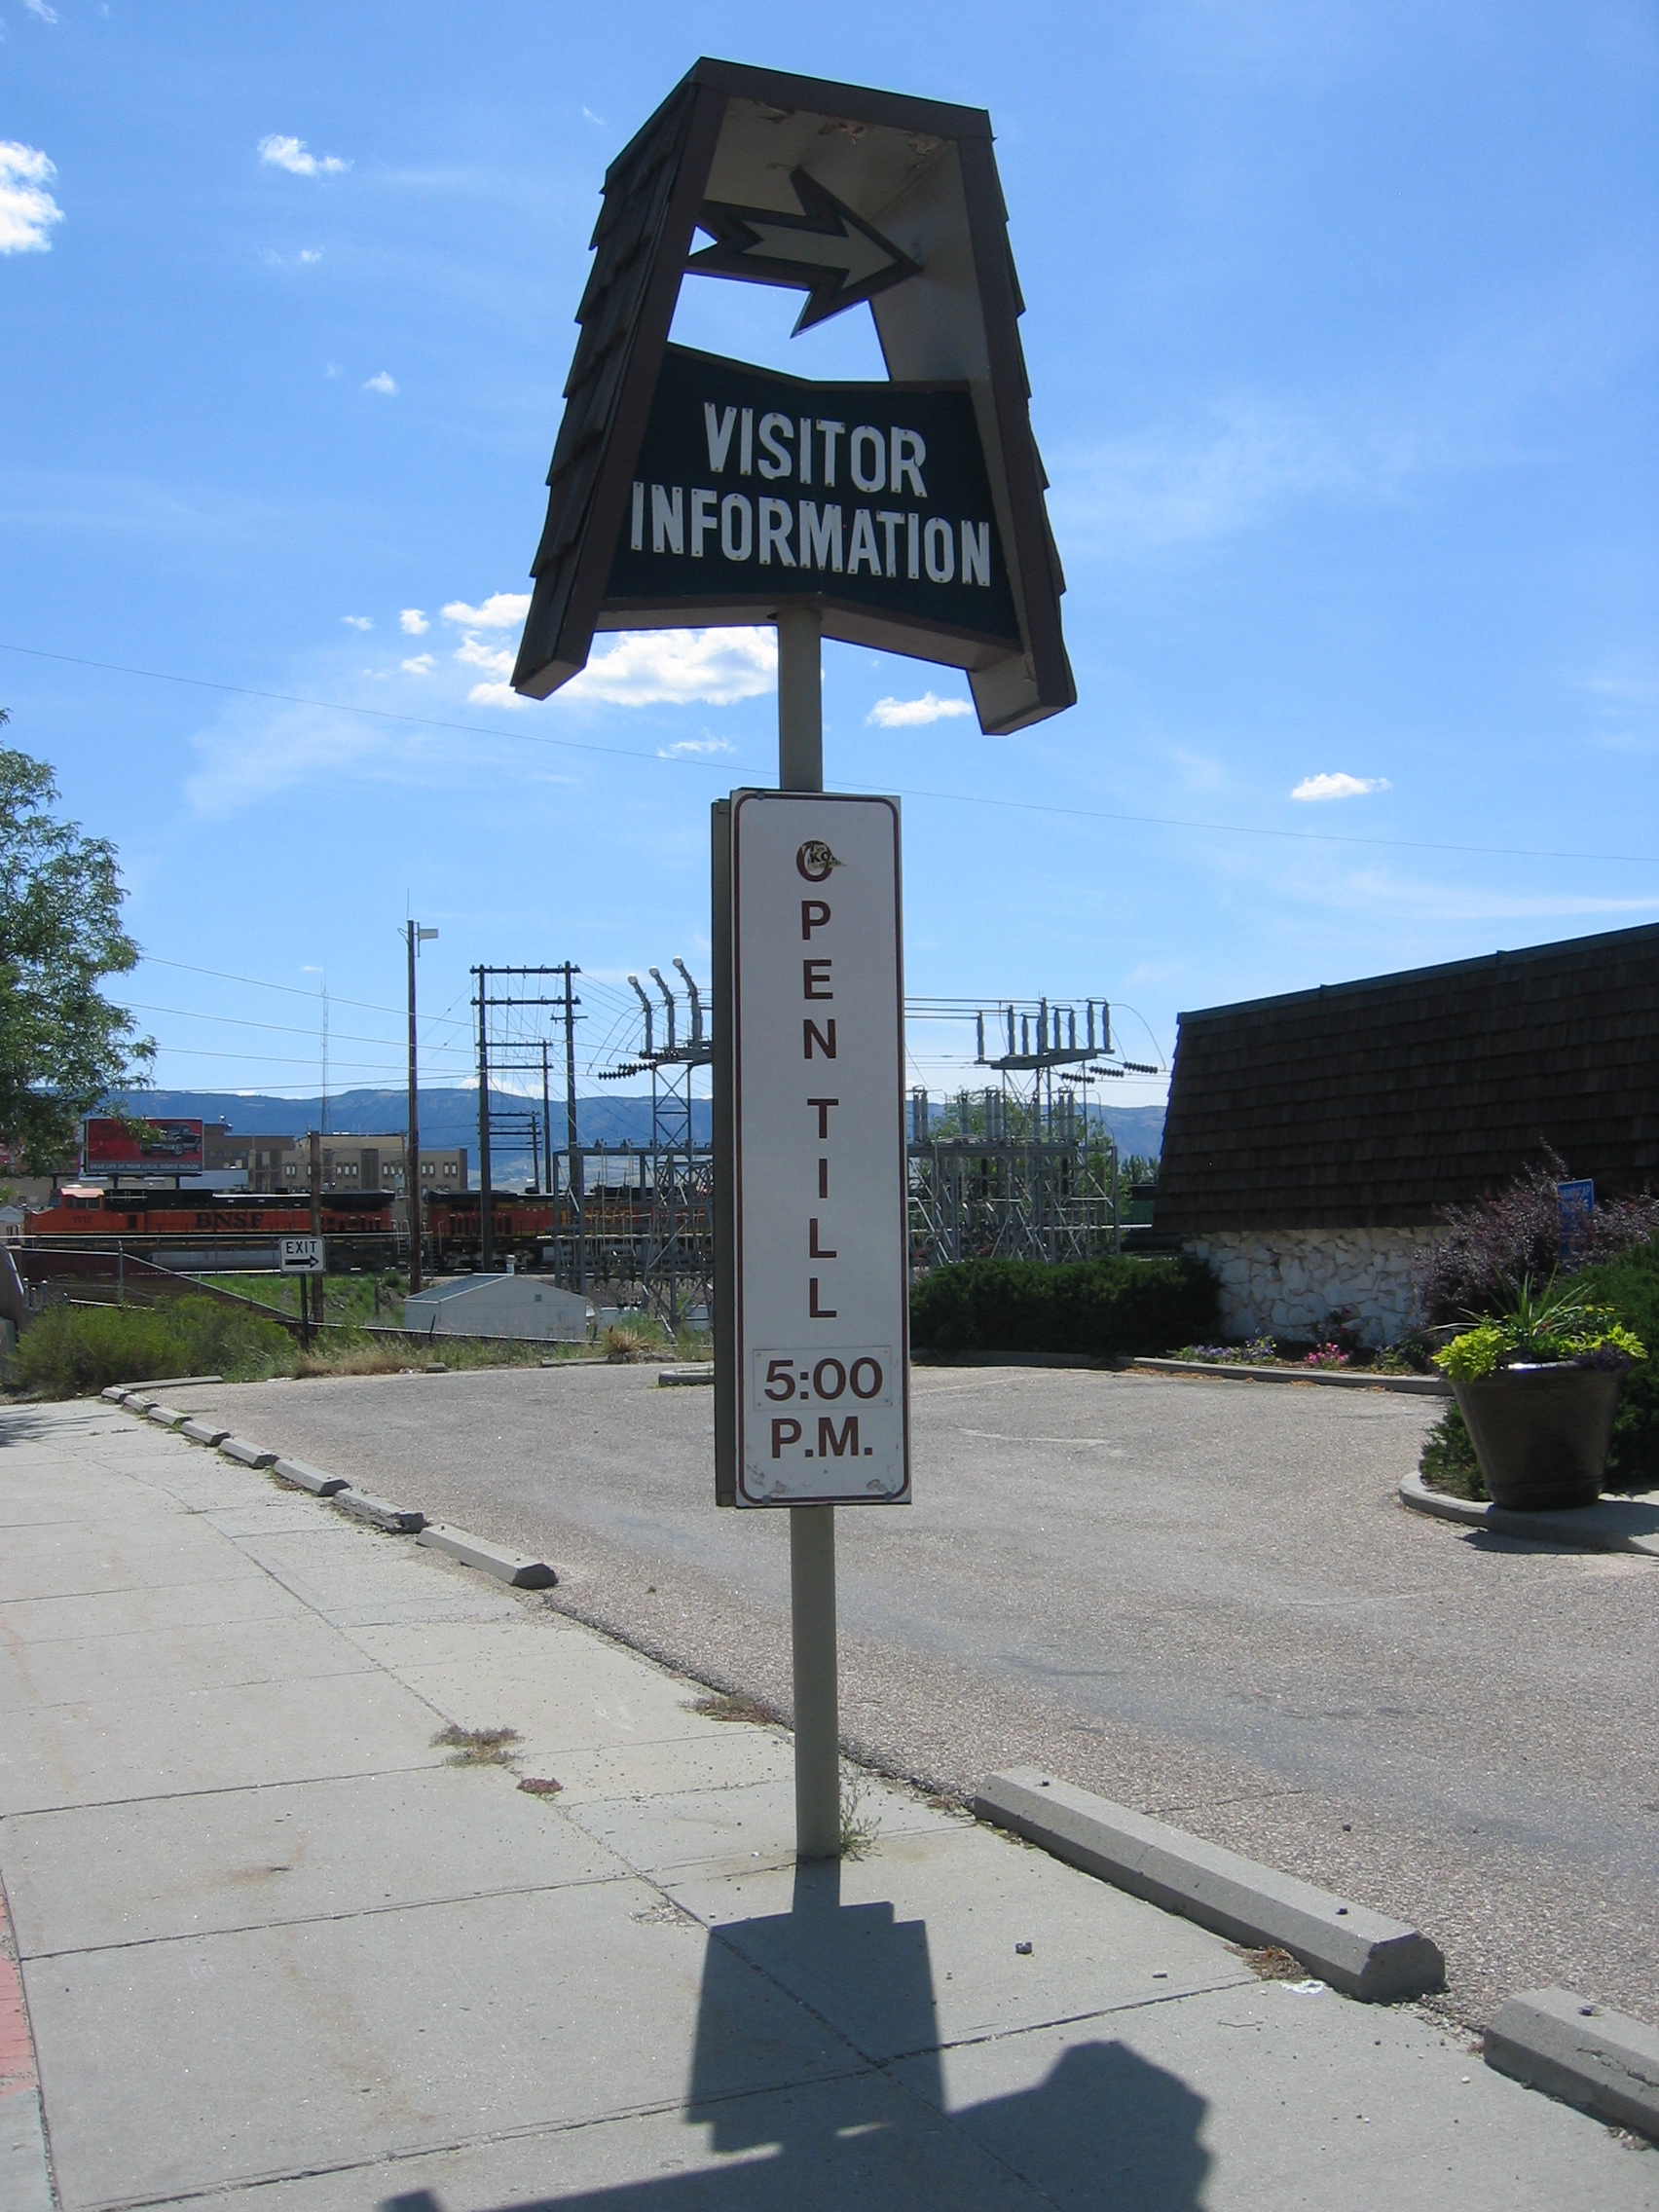 VISITOR
INFORMATION
OPEN TILL
5:00
P.M.
BNSF
EXIT